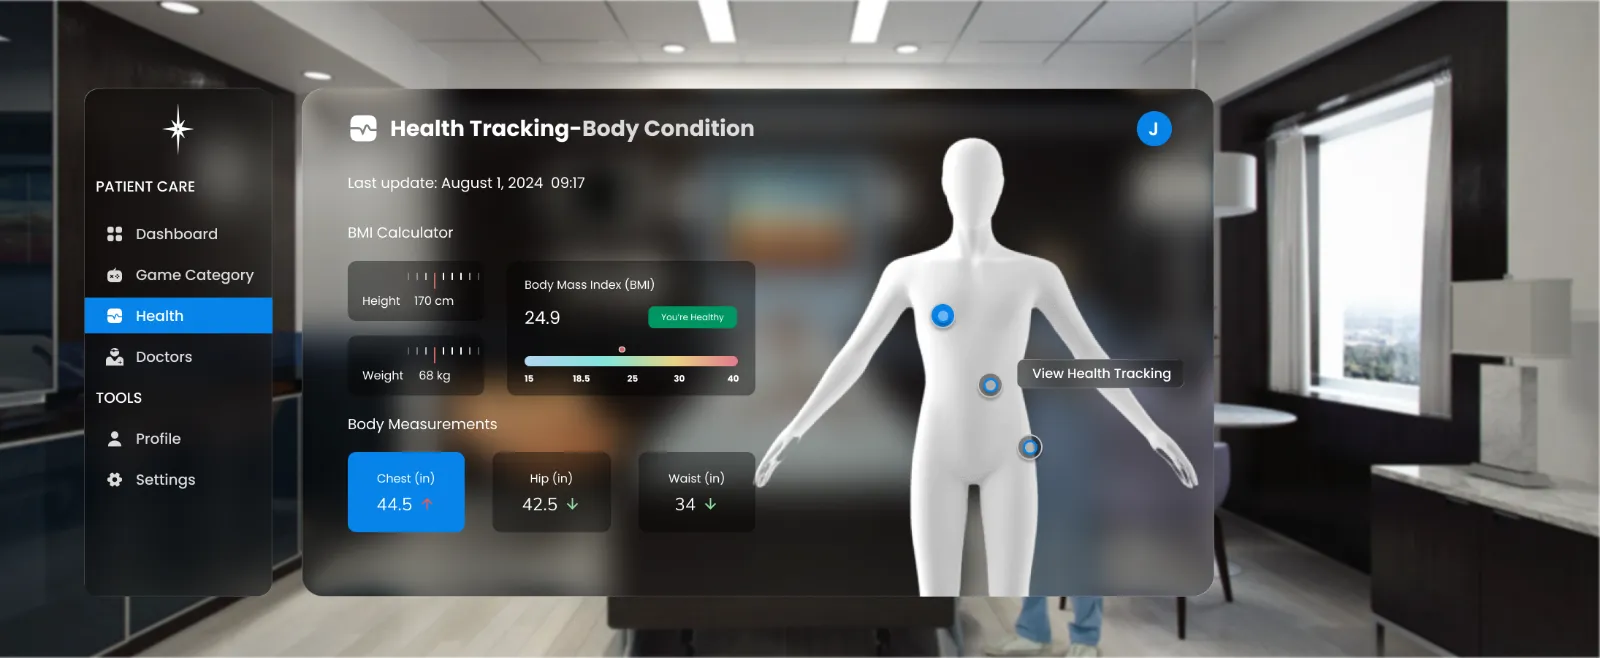 PATIENT CARE
Dashboard
Game Category
Health
Doctors
TOOLS
Profile
Settings
Health Tracking-Body Condition
J
Last update: August 1, 2024 09:17
BMI Calculator
Height 170 cm
Weight 68 kg
Body Mass Index (BMI)
24.9 You're Healthy
15 18.5 25 30 40
Body Measurements
Chest (in)
44.5 ↑
Hip (in)
42.5 ↓
Waist (in)
34 ↓
View Health Tracking